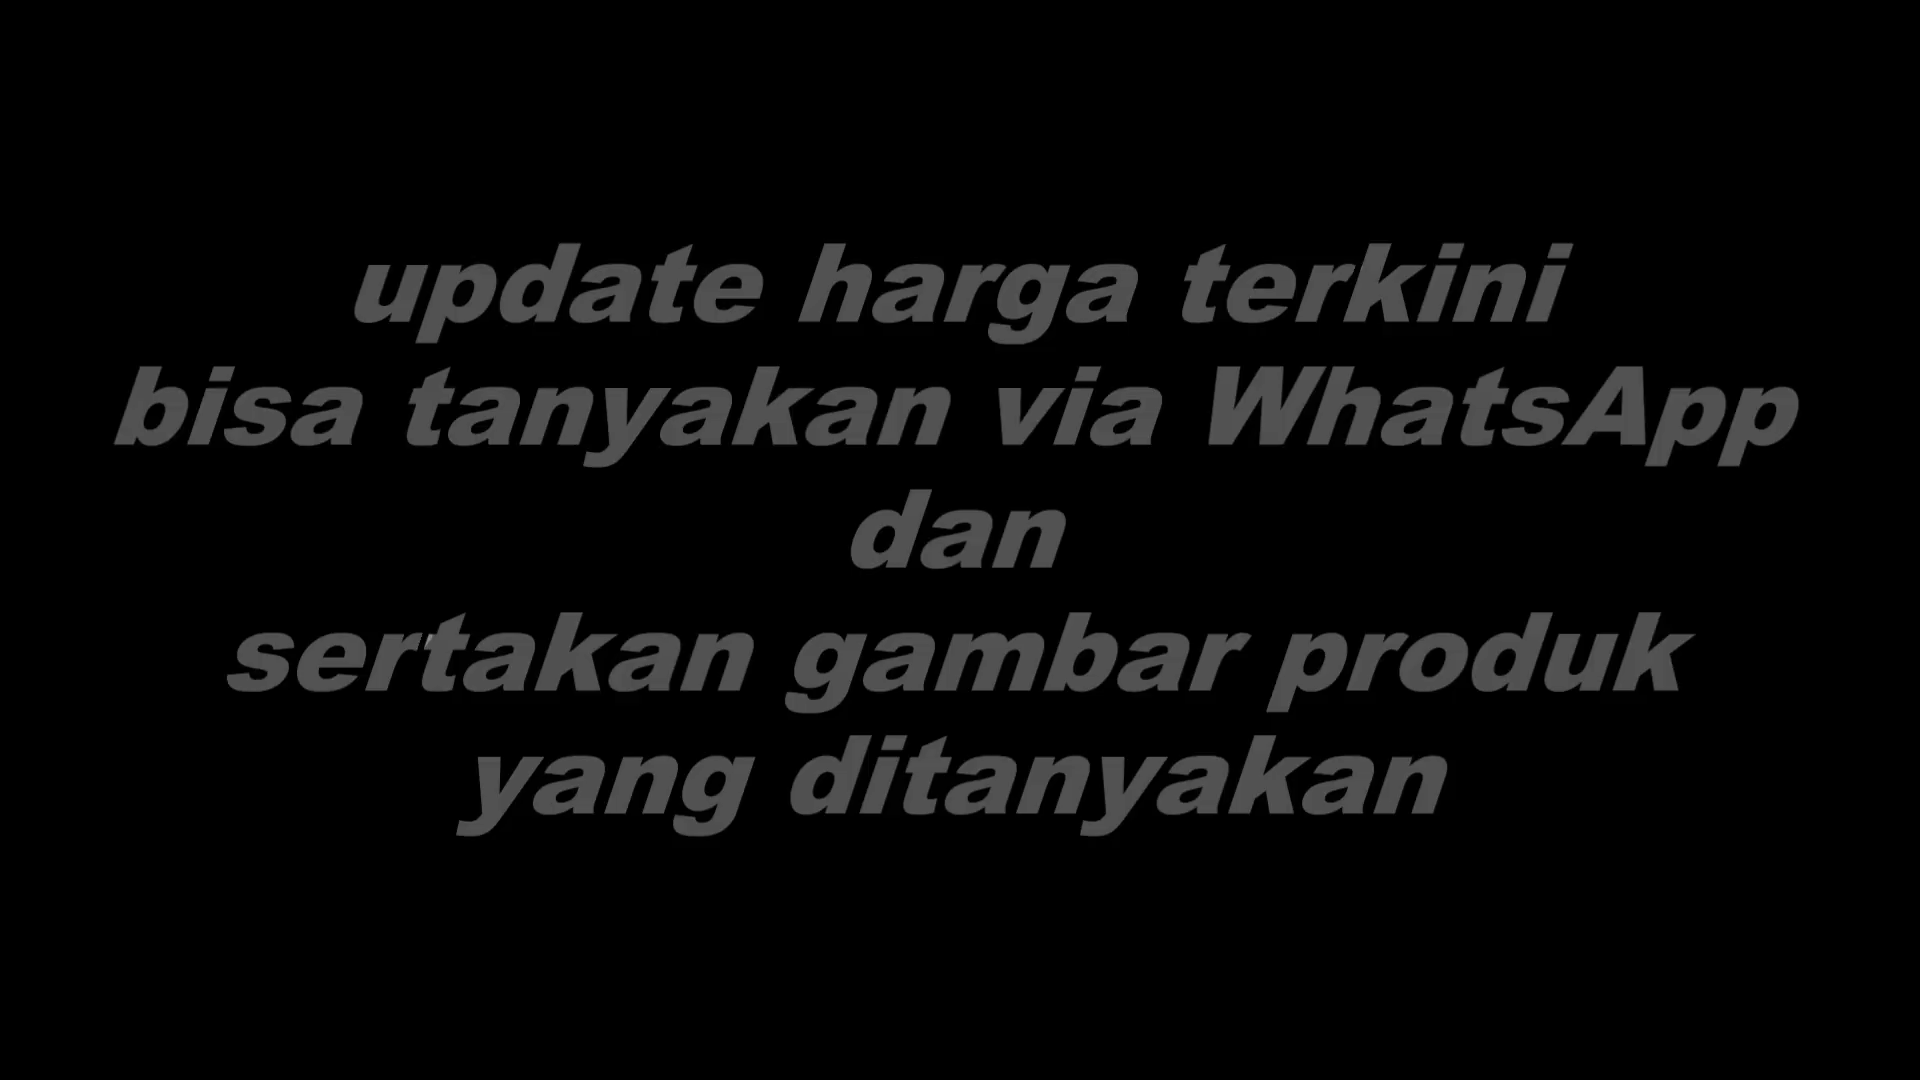 update harga terkini
bisa tanyakan via WhatsApp
dan
sertakan gambar produk
yang ditanyakan